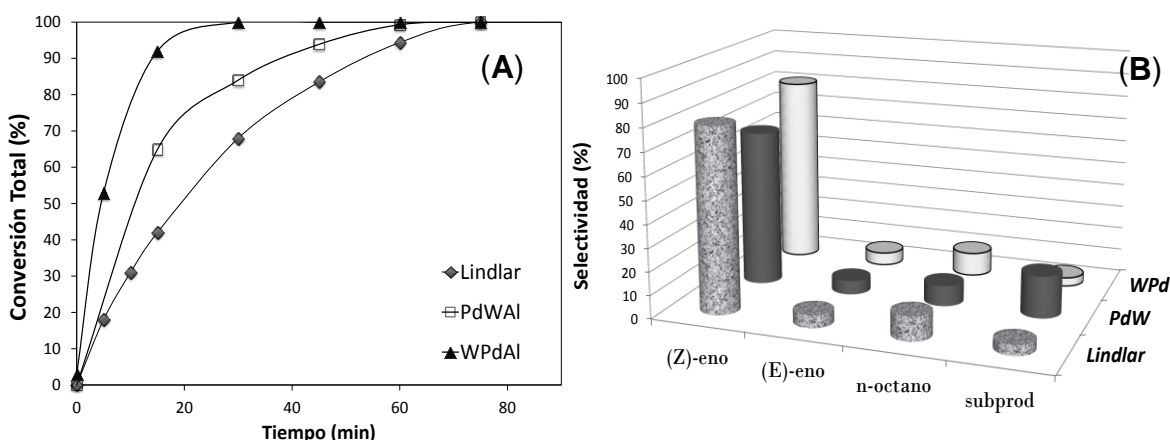 (A)
Conversión Total (%)
100
90
80
70
60
50
40
30
20
10
0
0
20
40
60
80
Tiempo (min)
Lindlar
PdWAl
WPdAl
(B)
Selectividad (%)
100
90
80
70
60
50
40
30
20
10
0
(Z)-eno
(E)-eno
n-octano
subprod
WPd
PdW
Lindlar